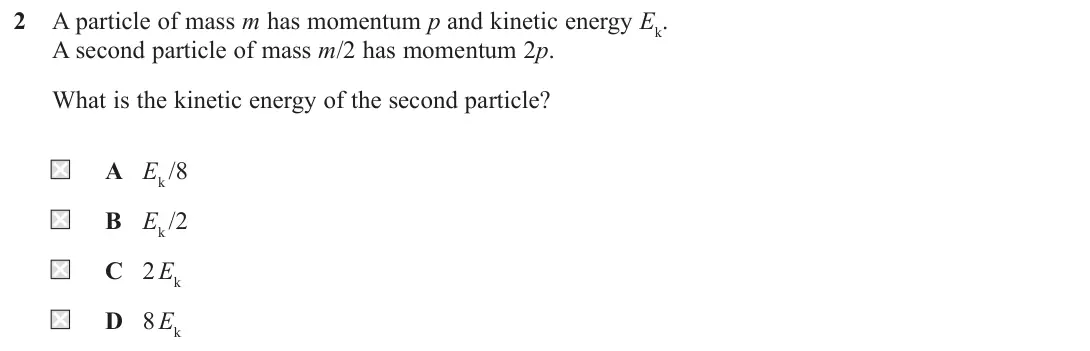 2 A particle of mass m has momentum p and kinetic energy Eₖ.
A second particle of mass m/2 has momentum 2p.
What is the kinetic energy of the second particle?
A Eₖ/8
B Eₖ/2
C 2Eₖ
D 8Eₖ